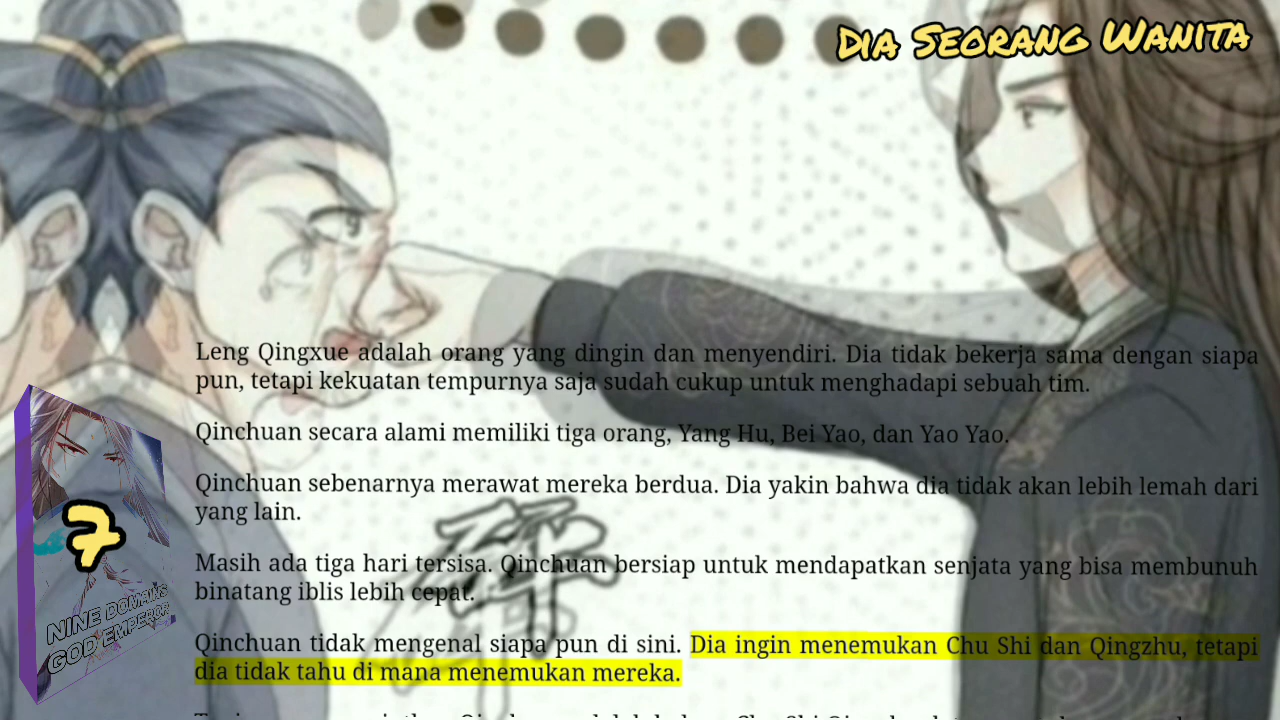 Dia Seorang Wanita
Leng Qingxue adalah orang yang dingin dan menyendiri. Dia tidak bekerja sama dengan siapa
pun, tetapi kekuatan tempurnya saja sudah cukup untuk menghadapi sebuah tim.
Qinchuan secara alami memiliki tiga orang, Yang Hu, Bei Yao, dan Yao Yao.
Qinchuan sebenarnya merawat mereka berdua. Dia yakin bahwa dia tidak akan lebih lemah dari
yang lain.
Masih ada tiga hari tersisa. Qinchuan bersiap untuk mendapatkan senjata yang bisa membunuh
binatang iblis lebih cepat.
Qinchuan tidak mengenal siapa pun di sini. Dia ingin menemukan Chu Shi dan Qingzhu, tetapi
dia tidak tahu di mana menemukan mereka.
7
NINE DOMAINS
GOD EMPEROR